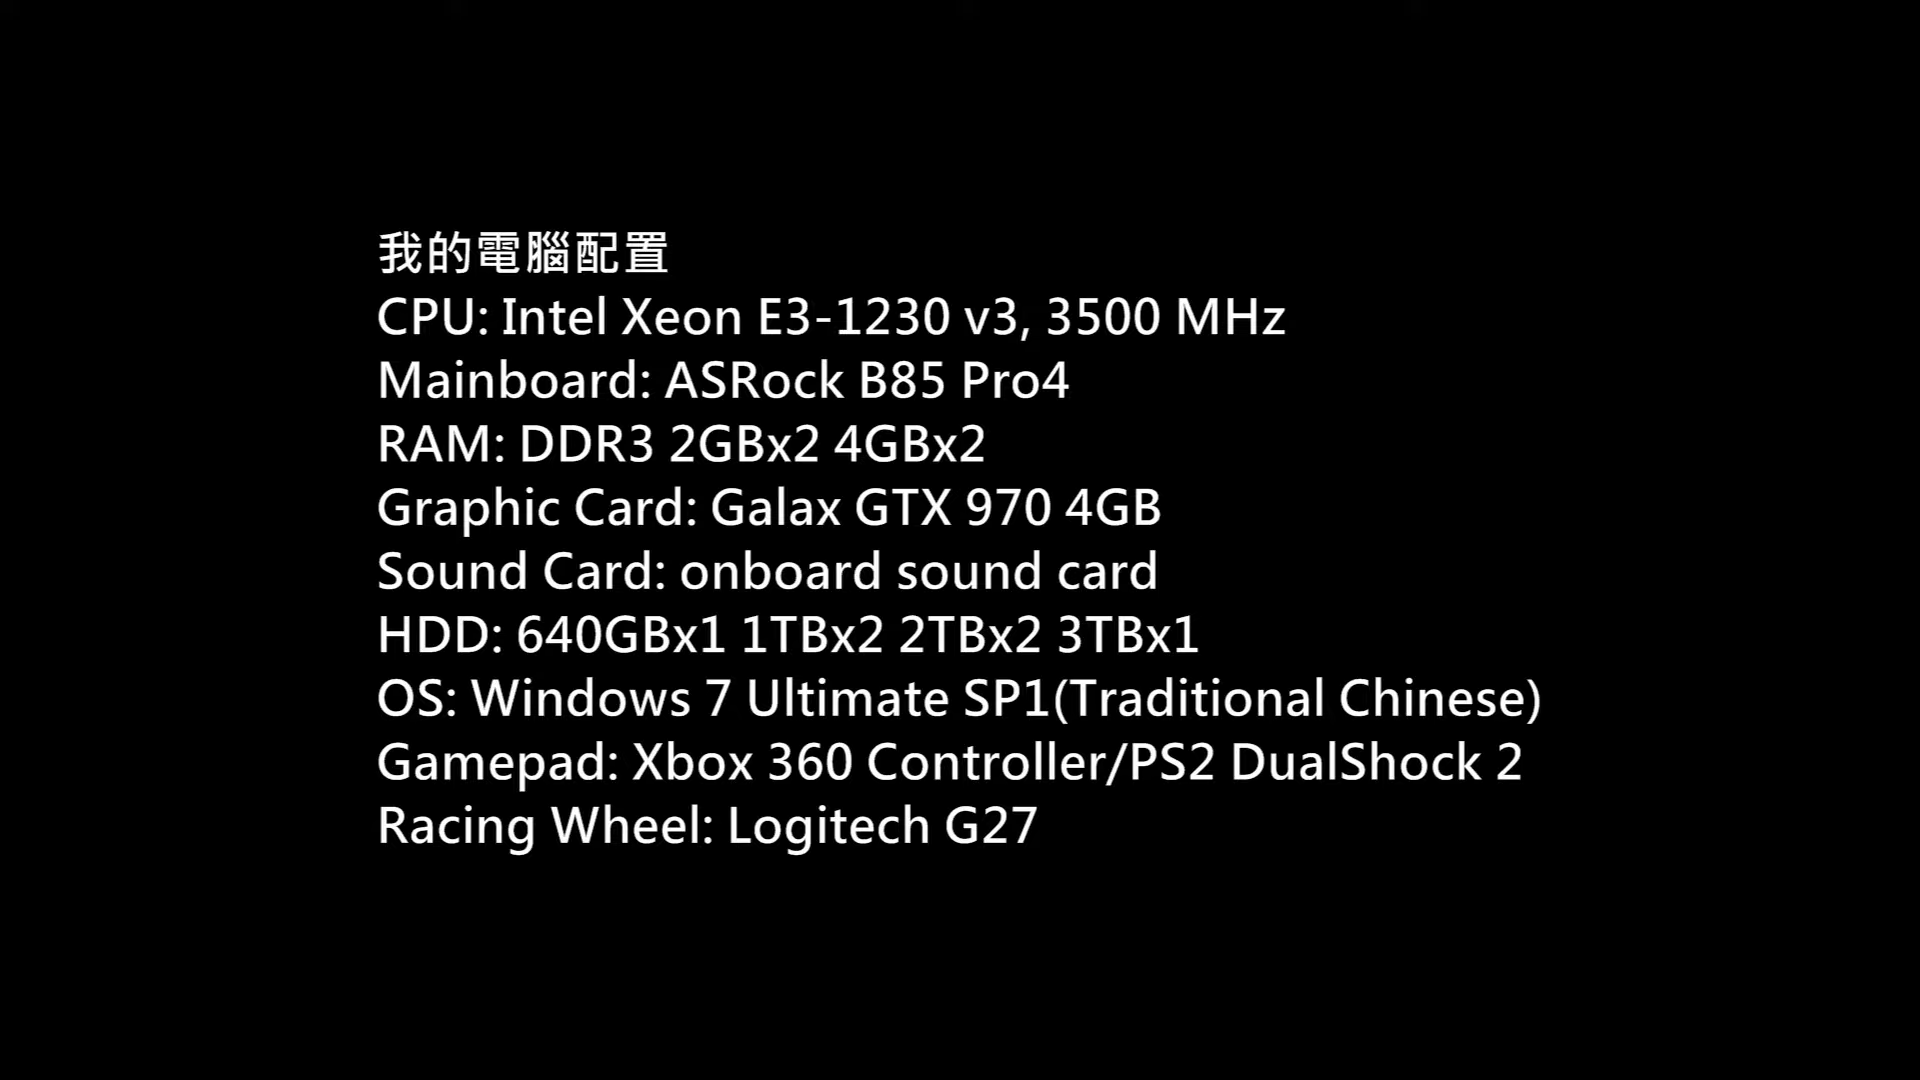 我的電腦配置
CPU: Intel Xeon E3-1230 v3, 3500 MHz
Mainboard: ASRock B85 Pro4
RAM: DDR3 2GBx2 4GBx2
Graphic Card: Galax GTX 970 4GB
Sound Card: onboard sound card
HDD: 640GBx1 1TBx2 2TBx2 3TBx1
OS: Windows 7 Ultimate SP1(Traditional Chinese)
Gamepad: Xbox 360 Controller/PS2 DualShock 2
Racing Wheel: Logitech G27